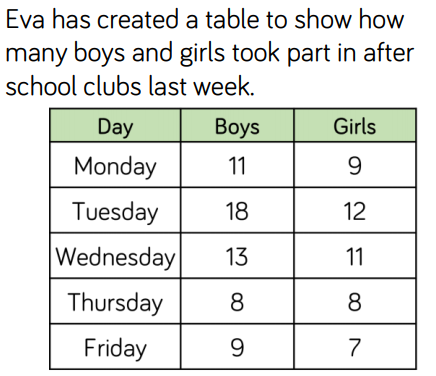 Eva has created a table to show how
many boys and girls took part in after
school clubs last week.
Day Boys Girls
Monday 11 9
Tuesday 18 12
Wednesday 13 11
Thursday 8 8
Friday 9 7